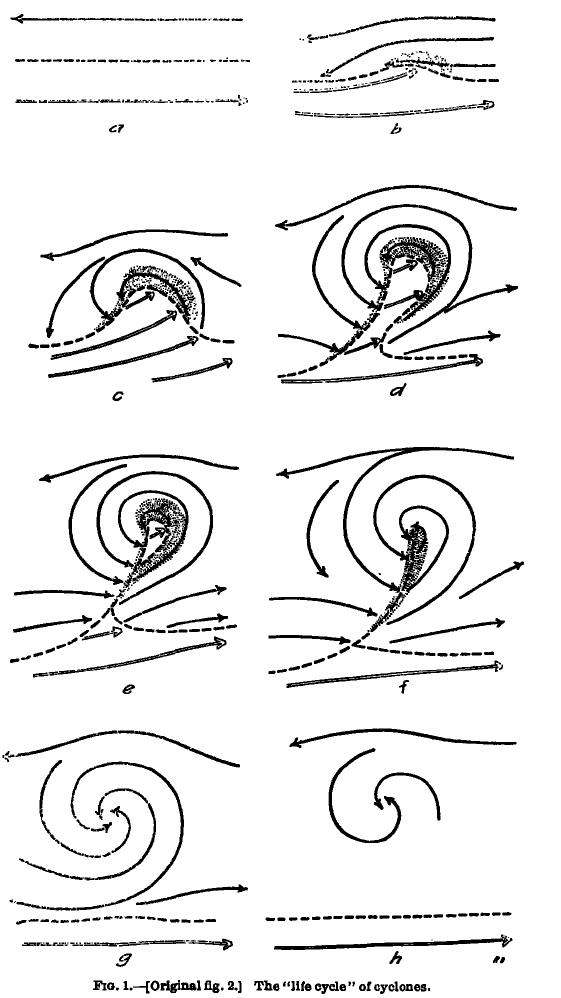 a
b
c
d
e
f
g
h
"
FIG. 1.—[Original fig. 2.] The "life cycle" of cyclones.